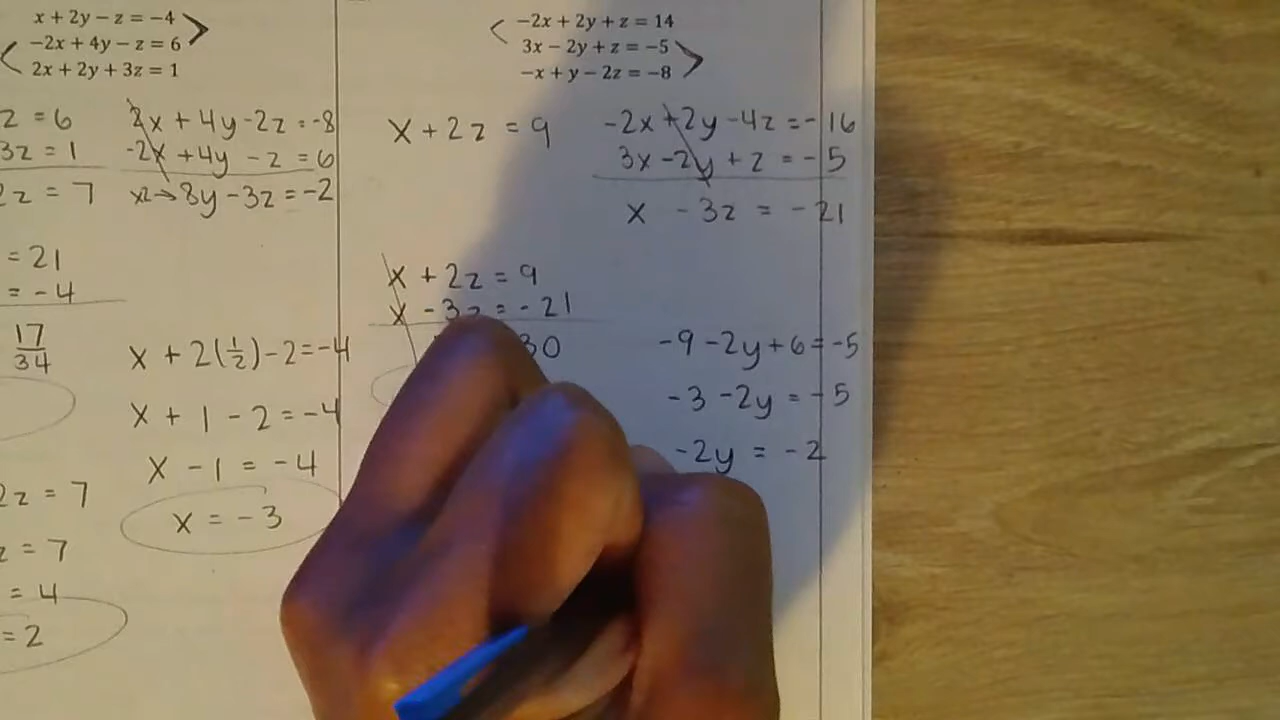 x + 2y − z = −4
−2x + 4y − z = 6
2x + 2y + 3z = 1
z = 6
3z = 1
2z = 7
= 21
= -4
17
34
2z = 7
z = 7
= 4
= 2
2x + 4y - 2z = -8
-2x + 4y - z = 6
x2→ 8y - 3z = -2
x + 2(1/2) - 2 = -4
x + 1 - 2 = -4
x - 1 = -4
x = -3
−2x + 2y + z = 14
3x − 2y + z = −5
−x + y − 2z = −8
x + 2z = 9
x + 2z = 9
x - 3z = -21
30
-2x + 2y - 4z = -16
3x - 2y + z = -5
x - 3z = -21
-9 - 2y + 6 = -5
-3 - 2y = -5
-2y = -2